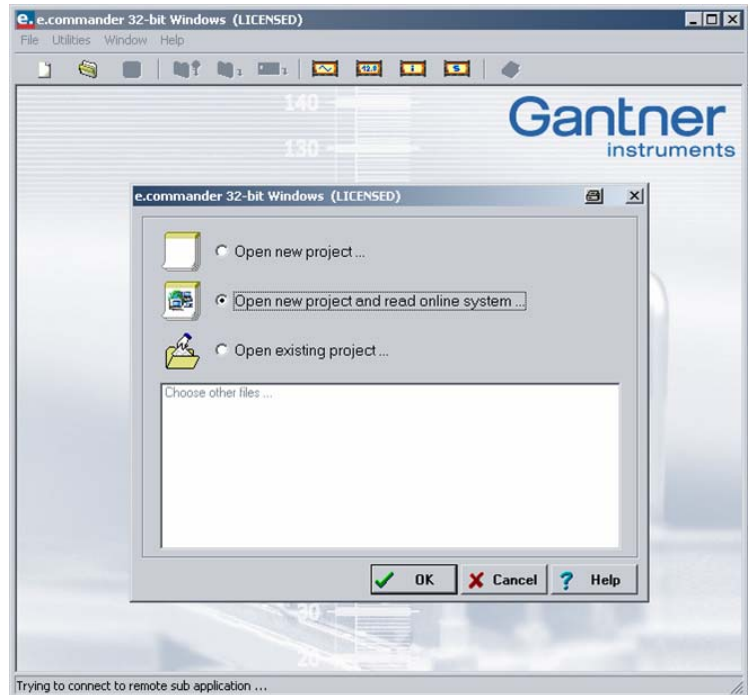 e.commander 32-bit Windows (LICENSED)
File Utilities Window Help
140
130
Gantner
instruments
e.commander 32-bit Windows (LICENSED)
Open new project ...
Open new project and read online system ...
Open existing project ...
Choose other files ...
OK Cancel ? Help
30
20
Trying to connect to remote sub application ...